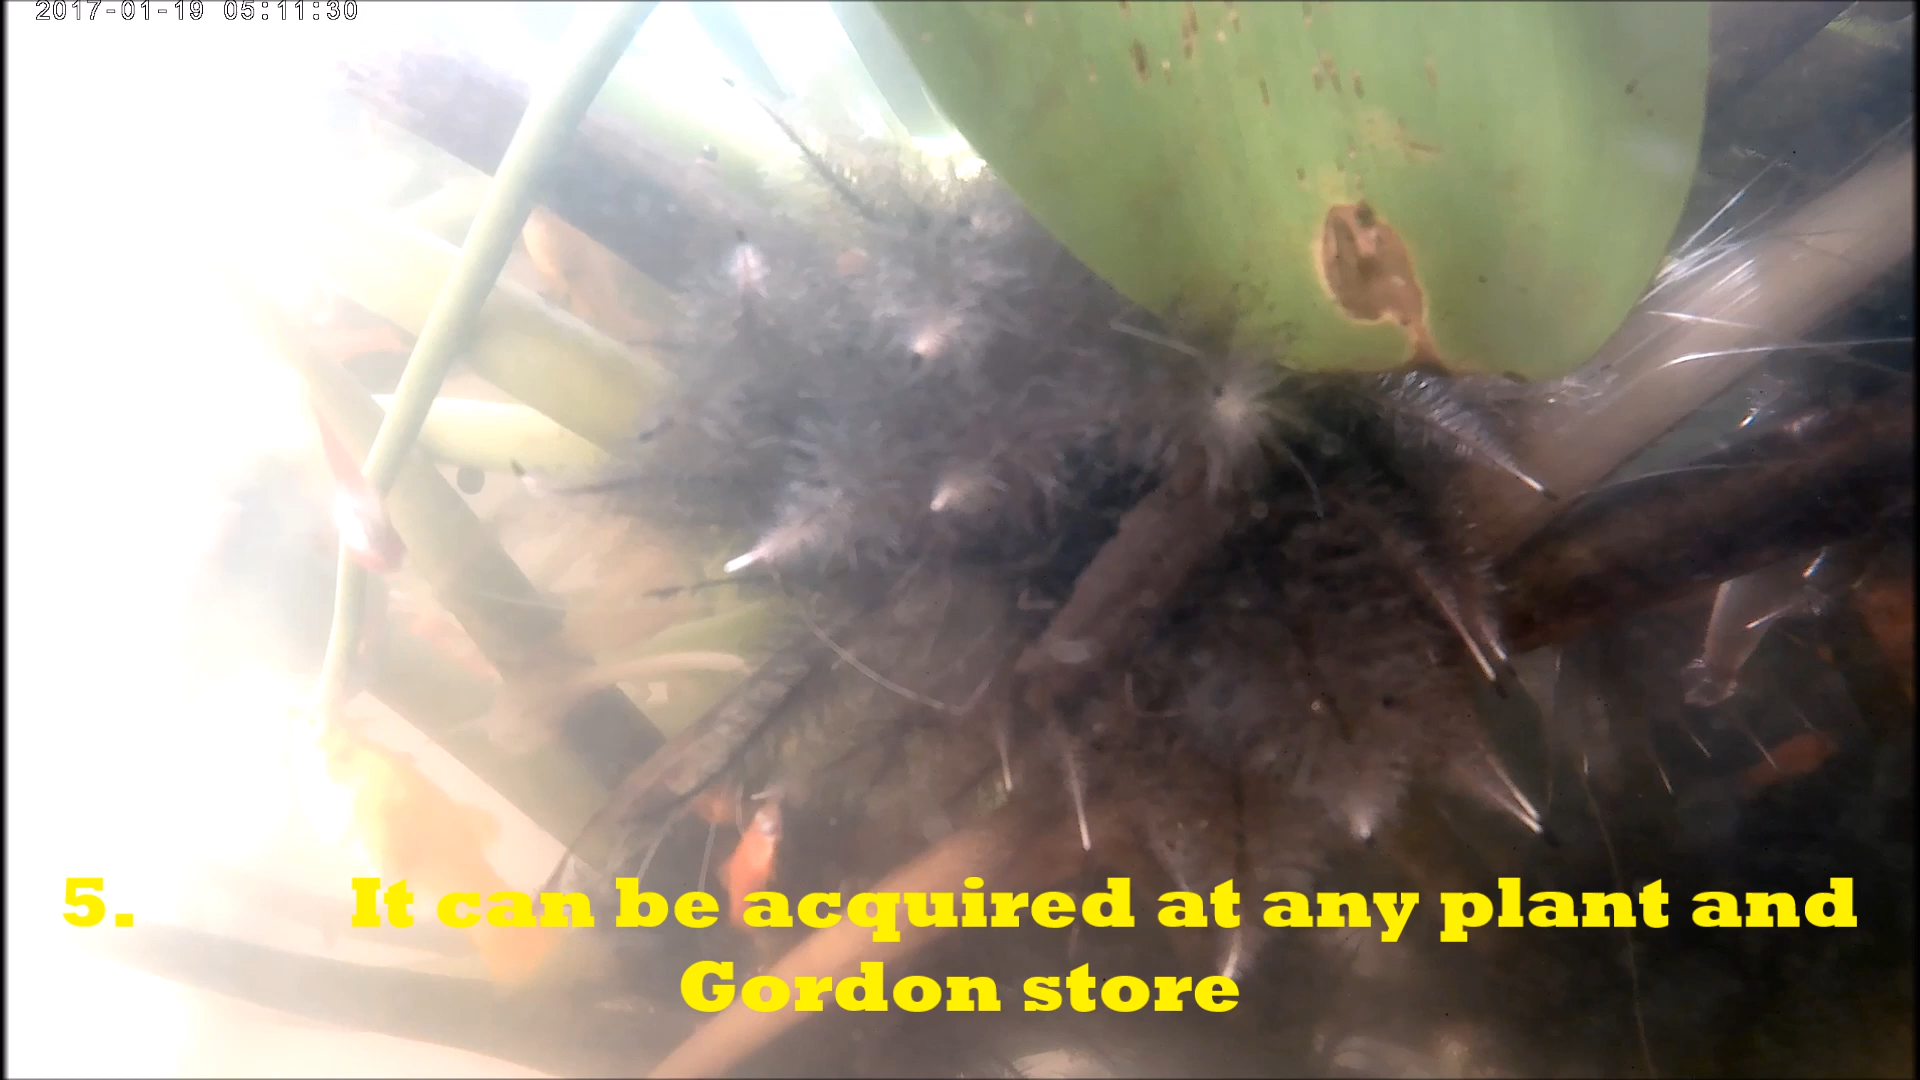 2017-01-19 05:11:30
5. It can be acquired at any plant and
Gordon store